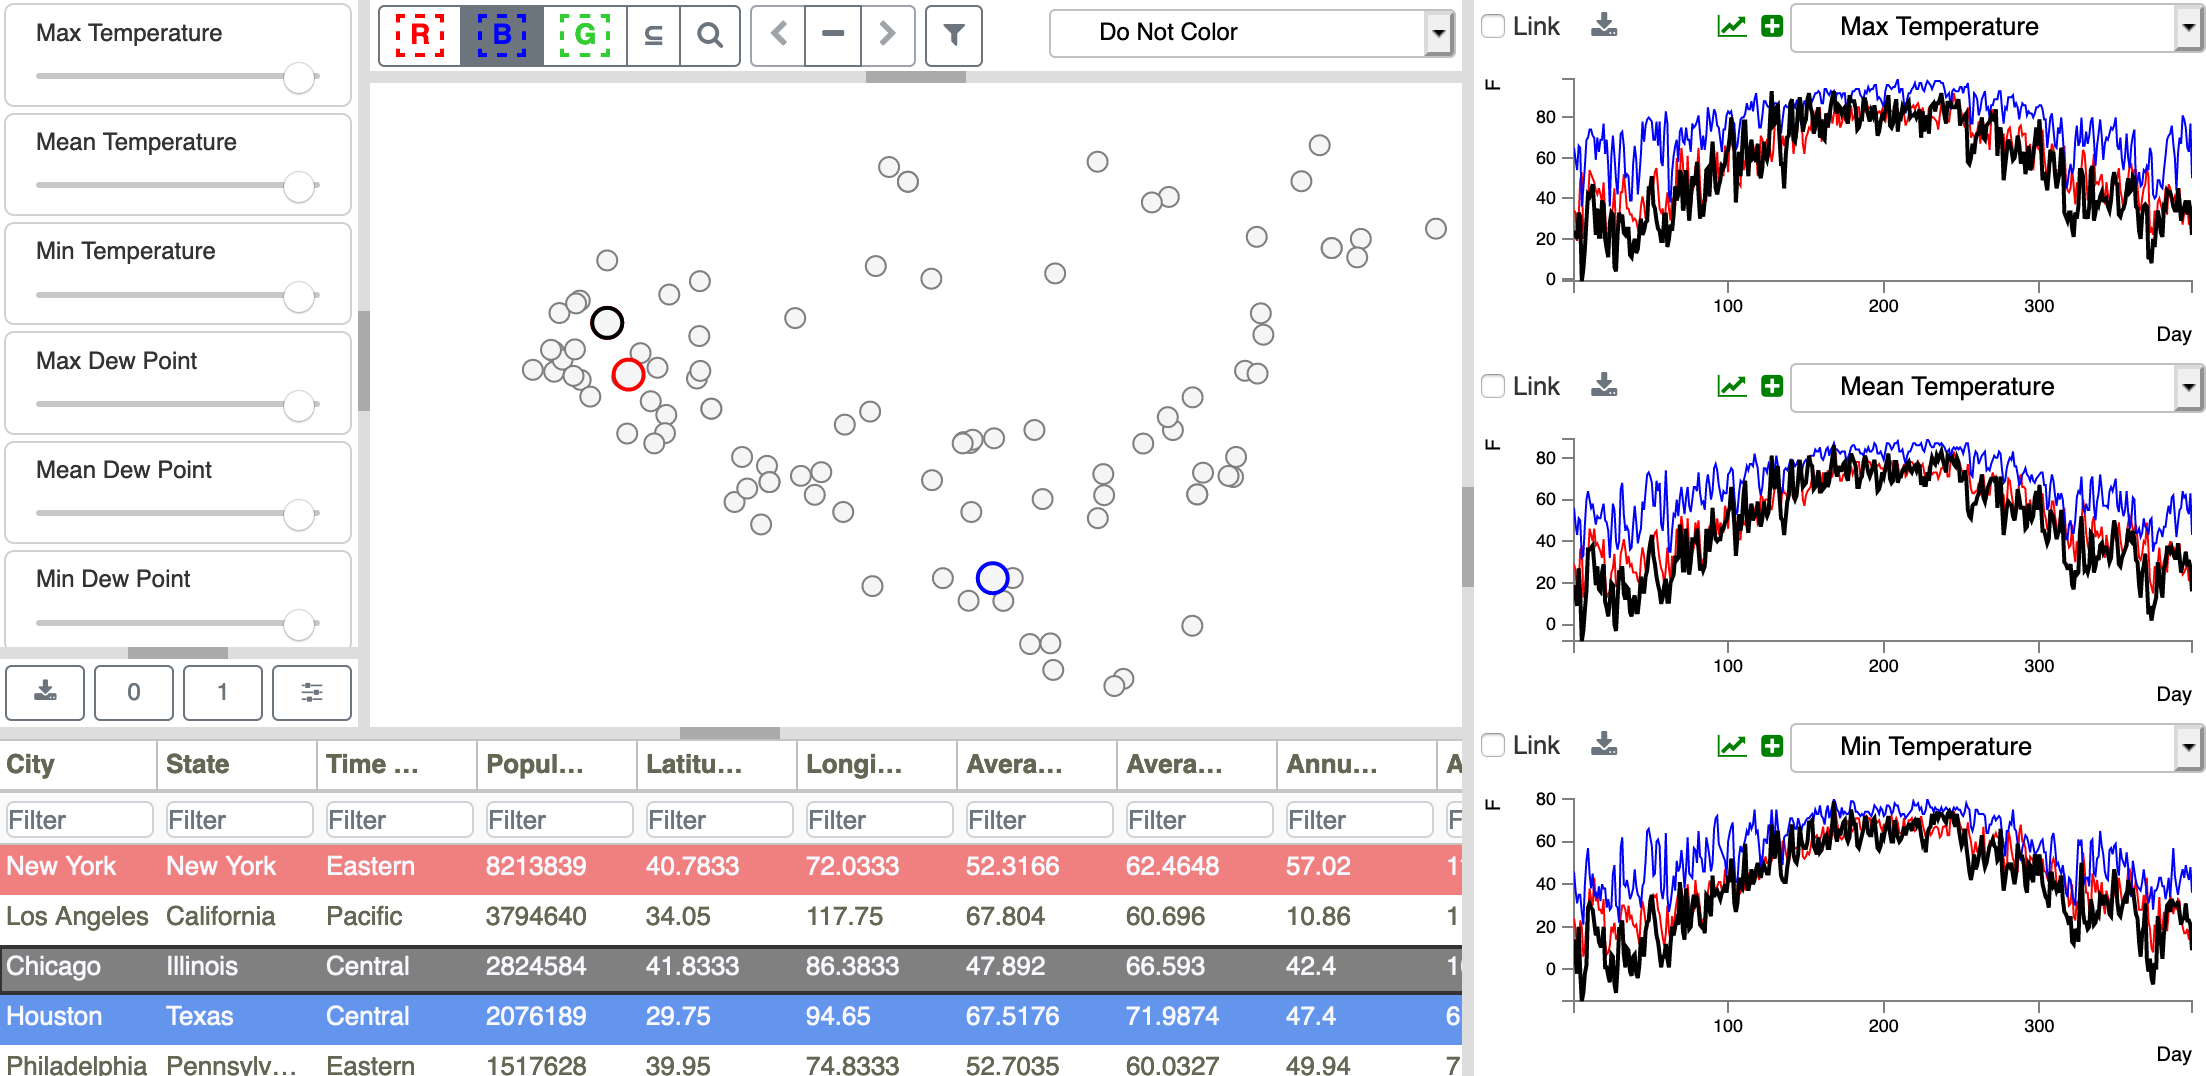 Max Temperature
Mean Temperature
Min Temperature
Max Dew Point
Mean Dew Point
Min Dew Point
0 1
R B G ⊆
Do Not Color
Link Max Temperature
F
80
60
40
20
0
100 200 300
Day
Link Mean Temperature
F
80
60
40
20
0
100 200 300
Day
Link Min Temperature
F
80
60
40
20
0
100 200 300
Day
City State Time ... Popul... Latitu... Longi... Avera... Avera... Annu... A
Filter Filter Filter Filter Filter Filter Filter Filter Filter F
New York New York Eastern 8213839 40.7833 72.0333 52.3166 62.4648 57.02 1
Los Angeles California Pacific 3794640 34.05 117.75 67.804 60.696 10.86 1
Chicago Illinois Central 2824584 41.8333 86.3833 47.892 66.593 42.4 1
Houston Texas Central 2076189 29.75 94.65 67.5176 71.9874 47.4 6
Philadelphia Pennsylv... Eastern 1517628 39.95 74.8333 52.7035 60.0327 49.94 7